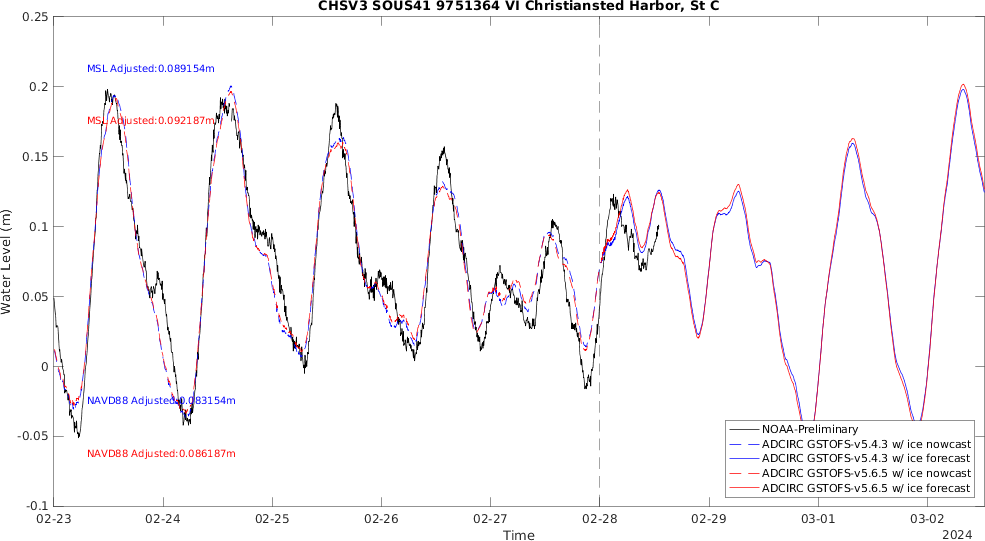 CHSV3 SOUS41 9751364 VI Christiansted Harbor, St C
0.25
0.2
0.15
0.1
0.05
0
-0.05
-0.1
Water Level (m)
MSL Adjusted:0.089154m
MSL Adjusted:0.092187m
NAVD88 Adjusted:0.083154m
NAVD88 Adjusted:0.086187m
NOAA-Preliminary
ADCIRC GSTOFS-v5.4.3 w/ ice nowcast
ADCIRC GSTOFS-v5.4.3 w/ ice forecast
ADCIRC GSTOFS-v5.6.5 w/ ice nowcast
ADCIRC GSTOFS-v5.6.5 w/ ice forecast
02-23 02-24 02-25 02-26 02-27 02-28 02-29 03-01 03-02
Time
2024